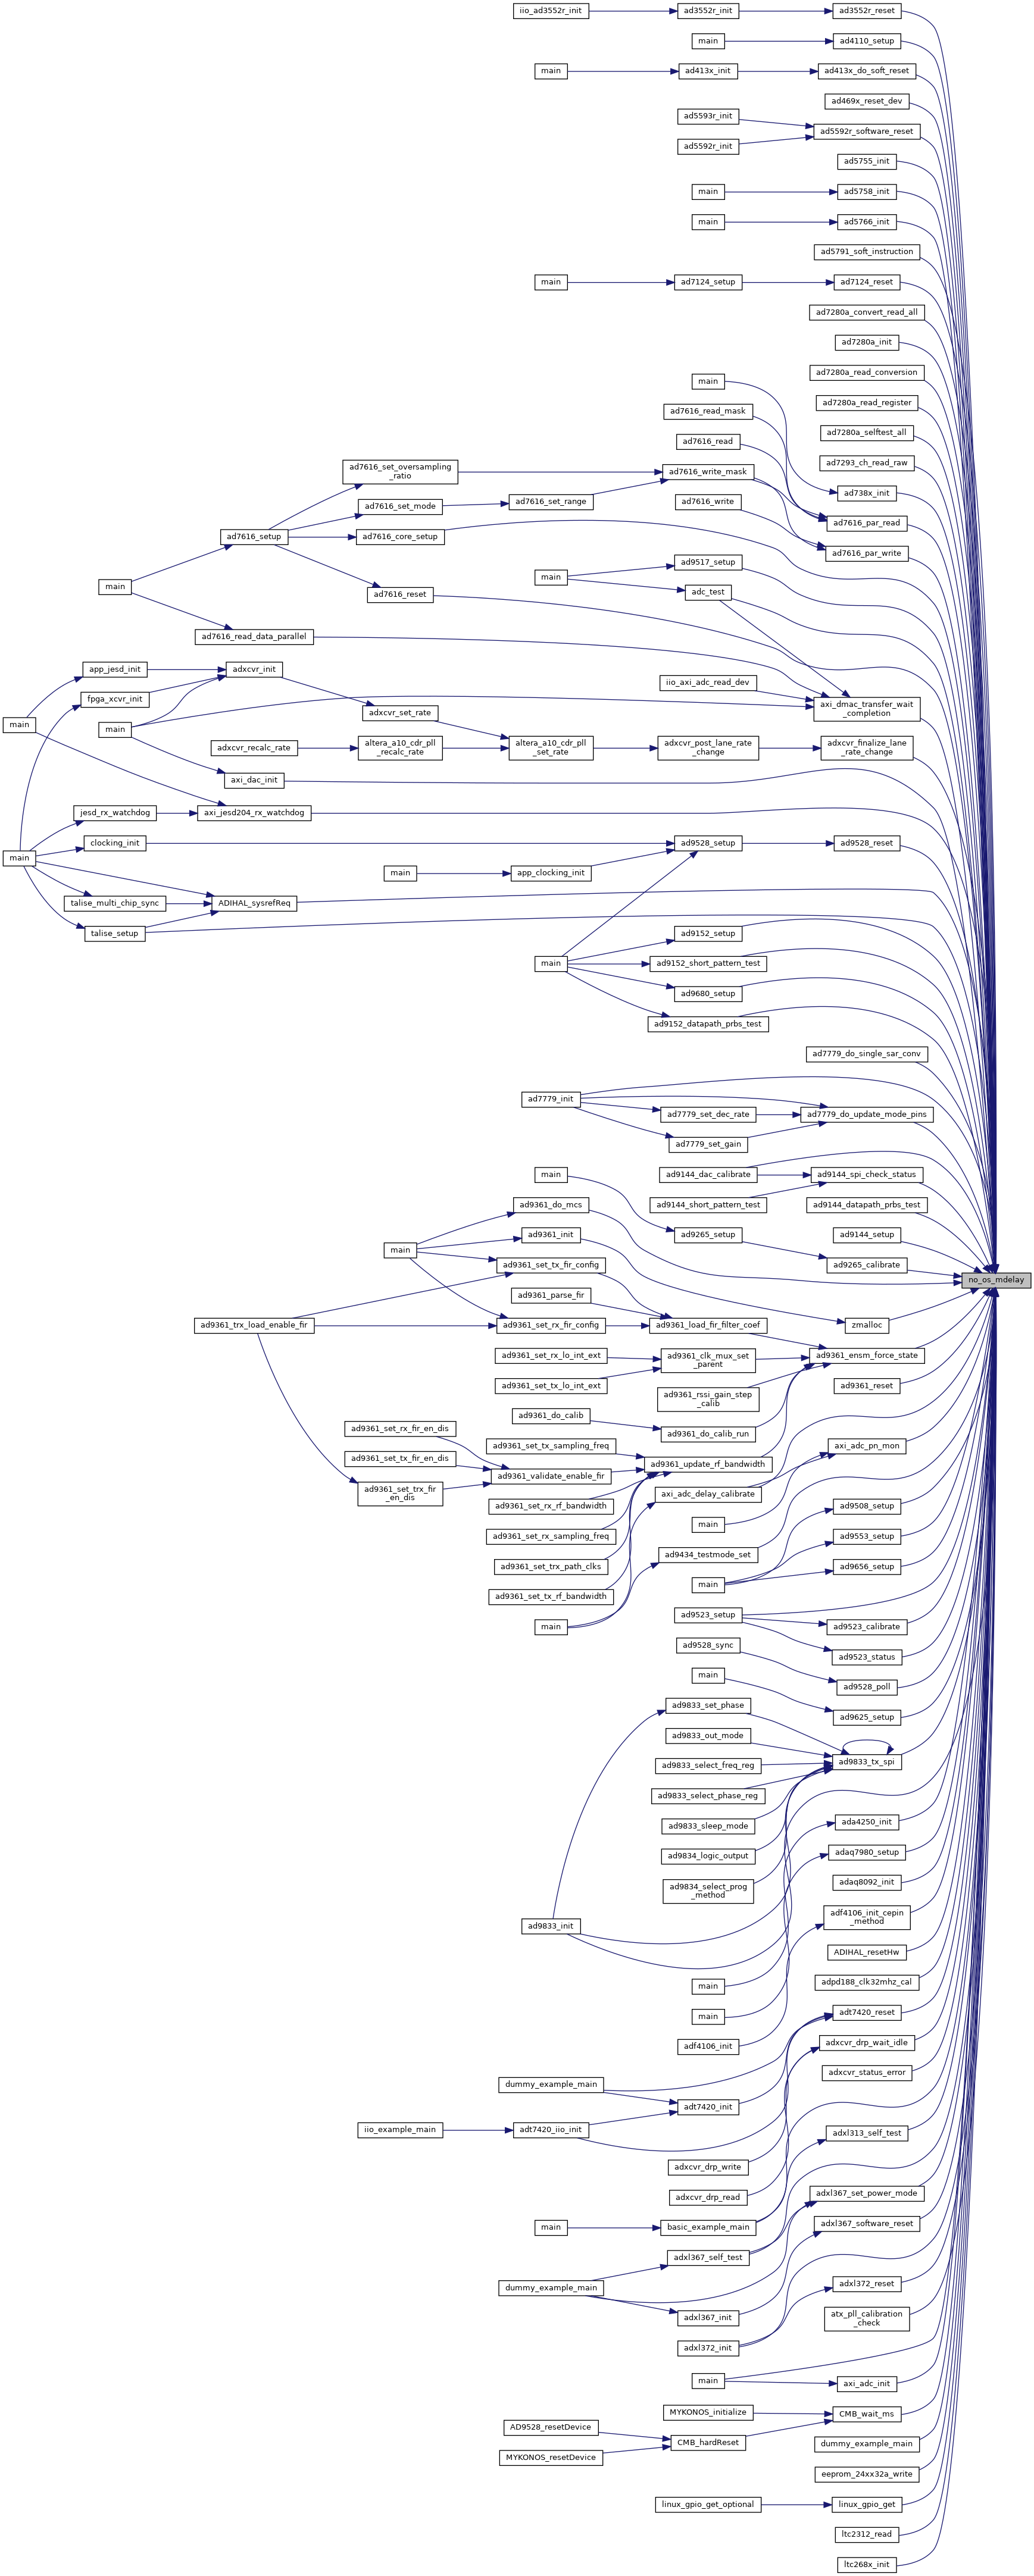 iio_ad3552r_init
ad3552r_init
ad3552r_reset
main
ad4110_setup
main
ad413x_init
ad413x_do_soft_reset
ad469x_reset_dev
ad5593r_init
ad5592r_software_reset
ad5592r_init
ad5755_init
main
ad5758_init
main
ad5766_init
ad5791_soft_instruction
main
ad7124_setup
ad7124_reset
ad7280a_convert_read_all
ad7280a_init
ad7280a_read_conversion
main
ad7280a_read_register
ad7616_read_mask
ad7280a_selftest_all
ad7616_read
ad7293_ch_read_raw
ad7616_set_oversampling
_ratio
ad7616_write_mask
ad738x_init
ad7616_set_mode
ad7616_set_range
ad7616_write
ad7616_par_read
ad7616_setup
ad7616_core_setup
ad7616_par_write
ad9517_setup
main
main
ad7616_reset
adc_test
ad7616_read_data_parallel
app_jesd_init
adxcvr_init
iio_axi_adc_read_dev
fpga_xcvr_init
axi_dmac_transfer_wait
_completion
main
main
adxcvr_set_rate
adxcvr_recalc_rate
altera_a10_cdr_pll
_recalc_rate
altera_a10_cdr_pll
_set_rate
adxcvr_post_lane_rate
_change
adxcvr_finalize_lane
_rate_change
axi_dac_init
jesd_rx_watchdog
axi_jesd204_rx_watchdog
clocking_init
ad9528_setup
ad9528_reset
main
main
app_clocking_init
talise_multi_chip_sync
ADIHAL_sysrefReq
talise_setup
ad9152_setup
main
ad9152_short_pattern_test
ad9680_setup
ad9152_datapath_prbs_test
ad7779_do_single_sar_conv
ad7779_init
ad7779_set_dec_rate
ad7779_do_update_mode_pins
ad7779_set_gain
main
ad9144_dac_calibrate
ad9144_spi_check_status
ad9361_do_mcs
ad9144_short_pattern_test
ad9144_datapath_prbs_test
ad9361_init
ad9265_setup
ad9144_setup
main
ad9361_set_tx_fir_config
ad9265_calibrate
no_os_mdelay
ad9361_parse_fir
ad9361_trx_load_enable_fir
ad9361_set_rx_fir_config
ad9361_load_fir_filter_coef
zmalloc
ad9361_set_rx_lo_int_ext
ad9361_clk_mux_set
_parent
ad9361_ensm_force_state
ad9361_set_tx_lo_int_ext
ad9361_rssi_gain_step
_calib
ad9361_reset
ad9361_do_calib
ad9361_set_rx_fir_en_dis
ad9361_do_calib_run
ad9361_set_tx_sampling_freq
axi_adc_pn_mon
ad9361_set_tx_fir_en_dis
ad9361_validate_enable_fir
ad9361_update_rf_bandwidth
ad9361_set_trx_fir
_en_dis
ad9361_set_rx_rf_bandwidth
axi_adc_delay_calibrate
ad9508_setup
ad9361_set_rx_sampling_freq
main
ad9553_setup
ad9361_set_trx_path_clks
ad9434_testmode_set
ad9656_setup
ad9361_set_tx_rf_bandwidth
main
main
ad9523_setup
ad9523_calibrate
ad9528_sync
ad9523_status
main
ad9528_poll
ad9833_set_phase
ad9625_setup
ad9833_out_mode
ad9833_select_freq_reg
ad9833_tx_spi
ad9833_select_phase_reg
ad9833_sleep_mode
ada4250_init
ad9834_logic_output
adaq7980_setup
ad9834_select_prog
_method
adaq8092_init
ad9833_init
adf4106_init_cepin
_method
ADIHAL_resetHw
main
adpd188_clk32mhz_cal
main
adt7420_reset
adf4106_init
adxcvr_drp_wait_idle
dummy_example_main
adxcvr_status_error
adt7420_init
iio_example_main
adt7420_iio_init
adxl313_self_test
adxcvr_drp_write
adxcvr_drp_read
adxl367_set_power_mode
main
basic_example_main
adxl367_software_reset
adxl367_self_test
dummy_example_main
adxl372_reset
adxl367_init
atx_pll_calibration
_check
adxl372_init
main
axi_adc_init
MYKONOS_initialize
CMB_wait_ms
AD9528_resetDevice
CMB_hardReset
dummy_example_main
MYKONOS_resetDevice
eeprom_24xx32a_write
linux_gpio_get_optional
linux_gpio_get
ltc2312_read
ltc268x_init